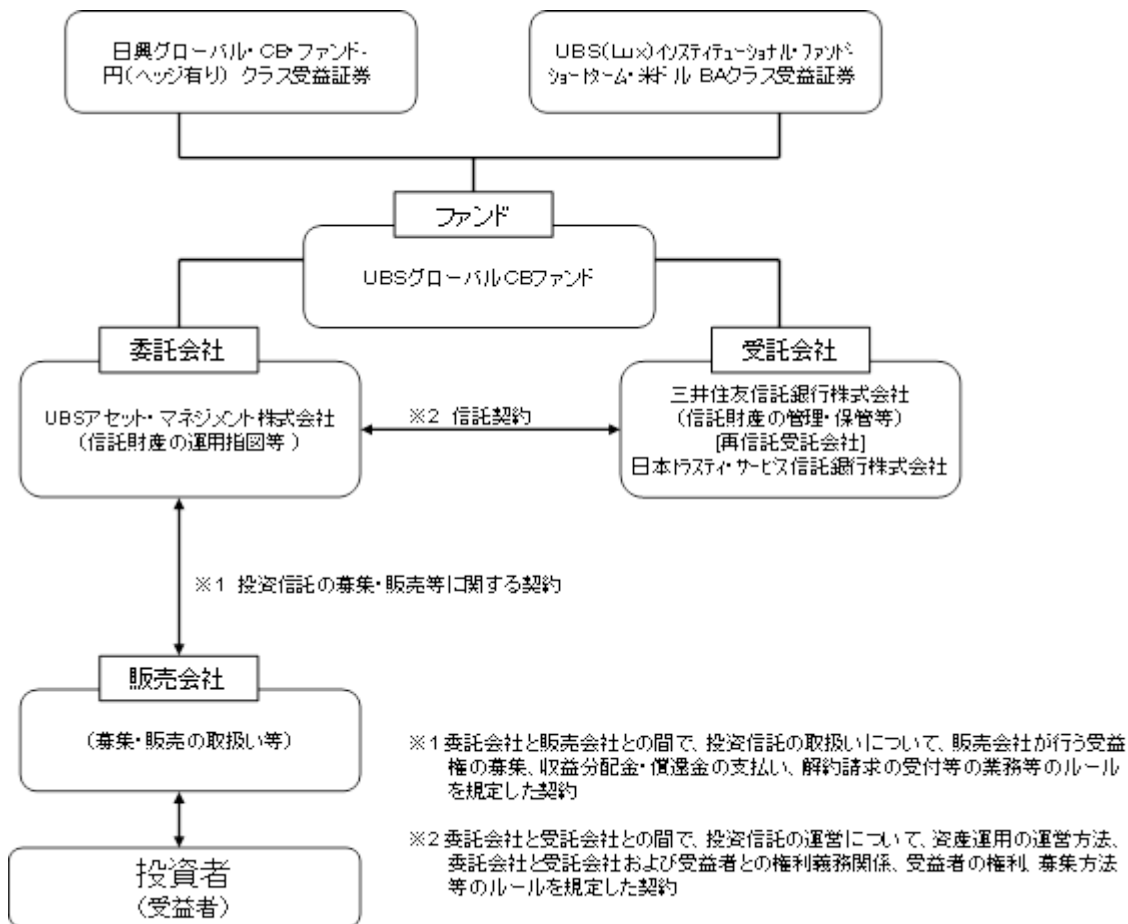 日興グローバル・CB・ファンド-
円(ヘッジ有り) クラス受益証券
UBS(Lux)インスティテューショナル・ファンド-
ショートターム・米ドル BAクラス受益証券
ファンド
UBSグローバルCBファンド
委託会社
UBSアセット・マネジメント株式会社
(信託財産の運用指図等)
※2 信託契約
受託会社
三井住友信託銀行株式会社
(信託財産の管理・保管等)
[再信託受託会社]
日本トラスティ・サービス信託銀行株式会社
※1 投資信託の募集・販売等に関する契約
販売会社
(募集・販売の取扱い等)
投資者
(受益者)
※1 委託会社と販売会社との間で、投資信託の取扱いについて、販売会社が行う受益
権の募集、収益分配金・償還金の支払い、解約請求の受付等の業務等のルール
を規定した契約
※2 委託会社と受託会社との間で、投資信託の運営について、資産運用の運営方法、
委託会社と受託会社および受益者との権利義務関係、受益者の権利、募集方法
等のルールを規定した契約